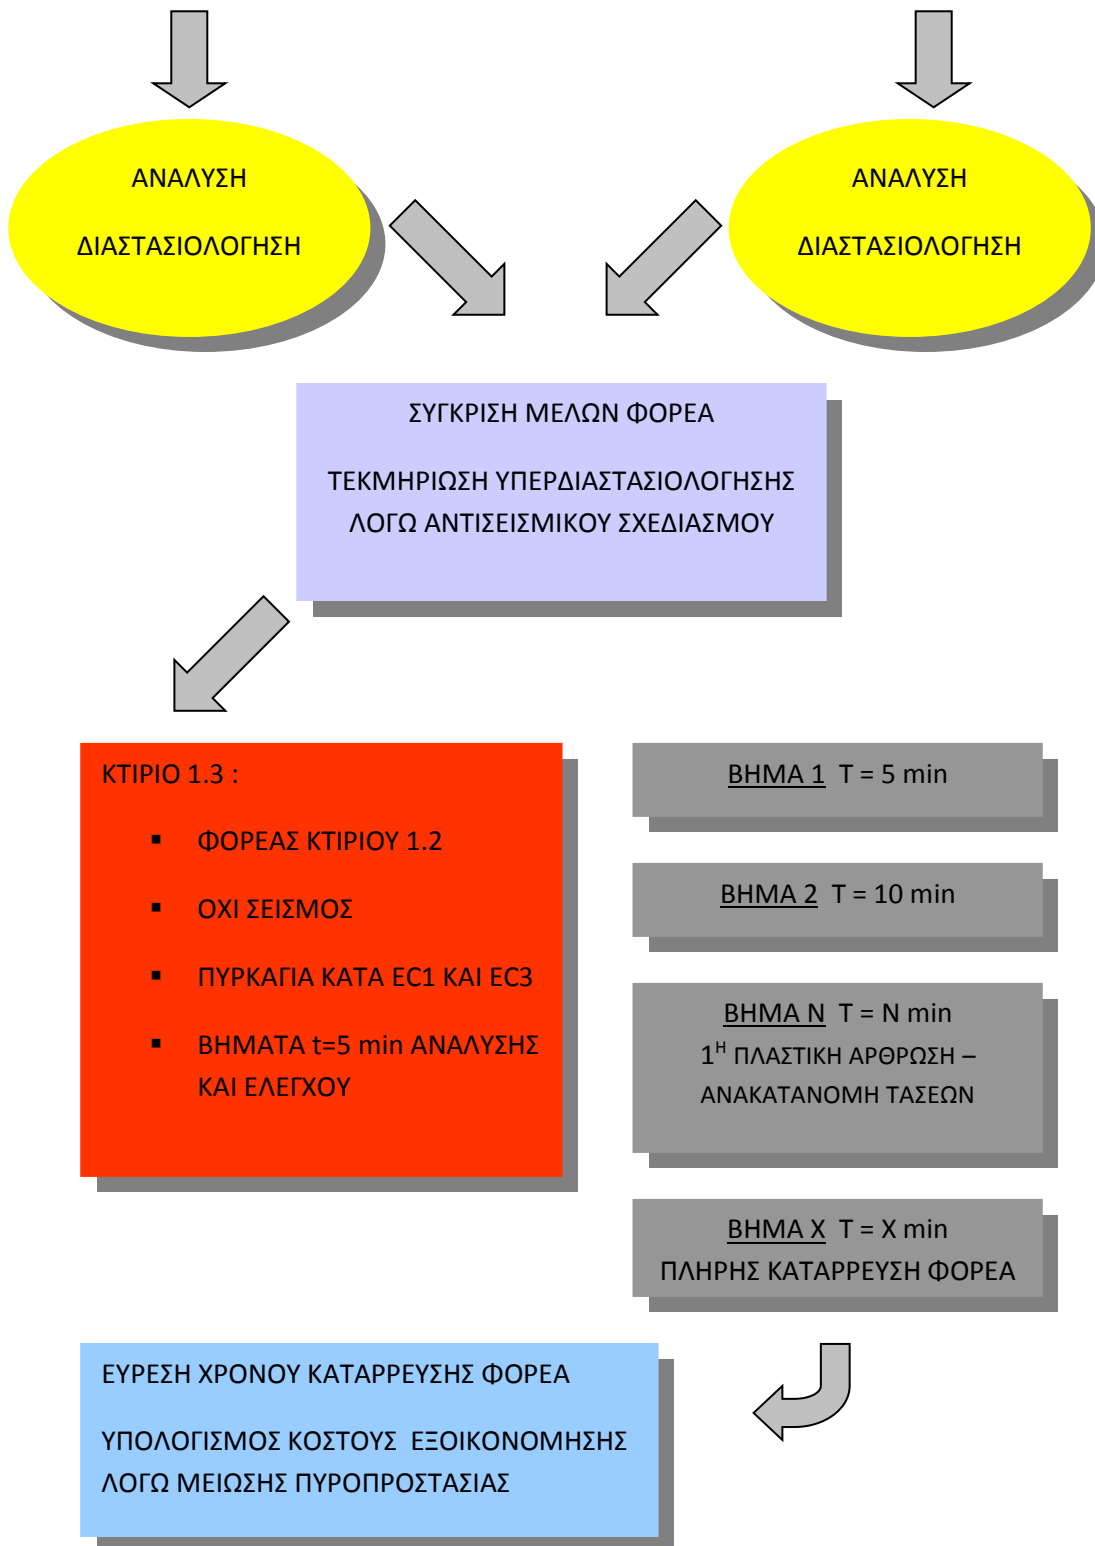 ΑΝΑΛΥΣΗ
ΔΙΑΣΤΑΣΙΟΛΟΓΗΣΗ
ΑΝΑΛΥΣΗ
ΔΙΑΣΤΑΣΙΟΛΟΓΗΣΗ
ΣΥΓΚΡΙΣΗ ΜΕΛΩΝ ΦΟΡΕΑ
ΤΕΚΜΗΡΙΩΣΗ ΥΠΕΡΔΙΑΣΤΑΣΙΟΛΟΓΗΣΗΣ
ΛΟΓΩ ΑΝΤΙΣΕΙΣΜΙΚΟΥ ΣΧΕΔΙΑΣΜΟΥ
ΚΤΙΡΙΟ 1.3 :
▪ ΦΟΡΕΑΣ ΚΤΙΡΙΟΥ 1.2
▪ ΟΧΙ ΣΕΙΣΜΟΣ
▪ ΠΥΡΚΑΓΙΑ ΚΑΤΑ EC1 ΚΑΙ EC3
▪ ΒΗΜΑΤΑ t=5 min ΑΝΑΛΥΣΗΣ
ΚΑΙ ΕΛΕΓΧΟΥ
ΒΗΜΑ 1 T = 5 min
ΒΗΜΑ 2 T = 10 min
ΒΗΜΑ Ν T = N min
1Η ΠΛΑΣΤΙΚΗ ΑΡΘΡΩΣΗ –
ΑΝΑΚΑΤΑΝΟΜΗ ΤΑΣΕΩΝ
ΒΗΜΑ Χ T = X min
ΠΛΗΡΗΣ ΚΑΤΑΡΡΕΥΣΗ ΦΟΡΕΑ
ΕΥΡΕΣΗ ΧΡΟΝΟΥ ΚΑΤΑΡΡΕΥΣΗΣ ΦΟΡΕΑ
ΥΠΟΛΟΓΙΣΜΟΣ ΚΟΣΤΟΥΣ ΕΞΟΙΚΟΝΟΜΗΣΗΣ
ΛΟΓΩ ΜΕΙΩΣΗΣ ΠΥΡΟΠΡΟΣΤΑΣΙΑΣ